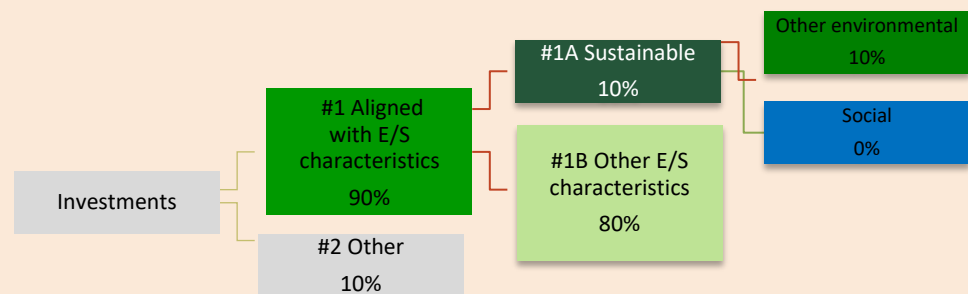 Investments
#1 Aligned
with E/S
characteristics
90%
#2 Other
10%
#1A Sustainable
10%
#1B Other E/S
characteristics
80%
Other environmental
10%
Social
0%